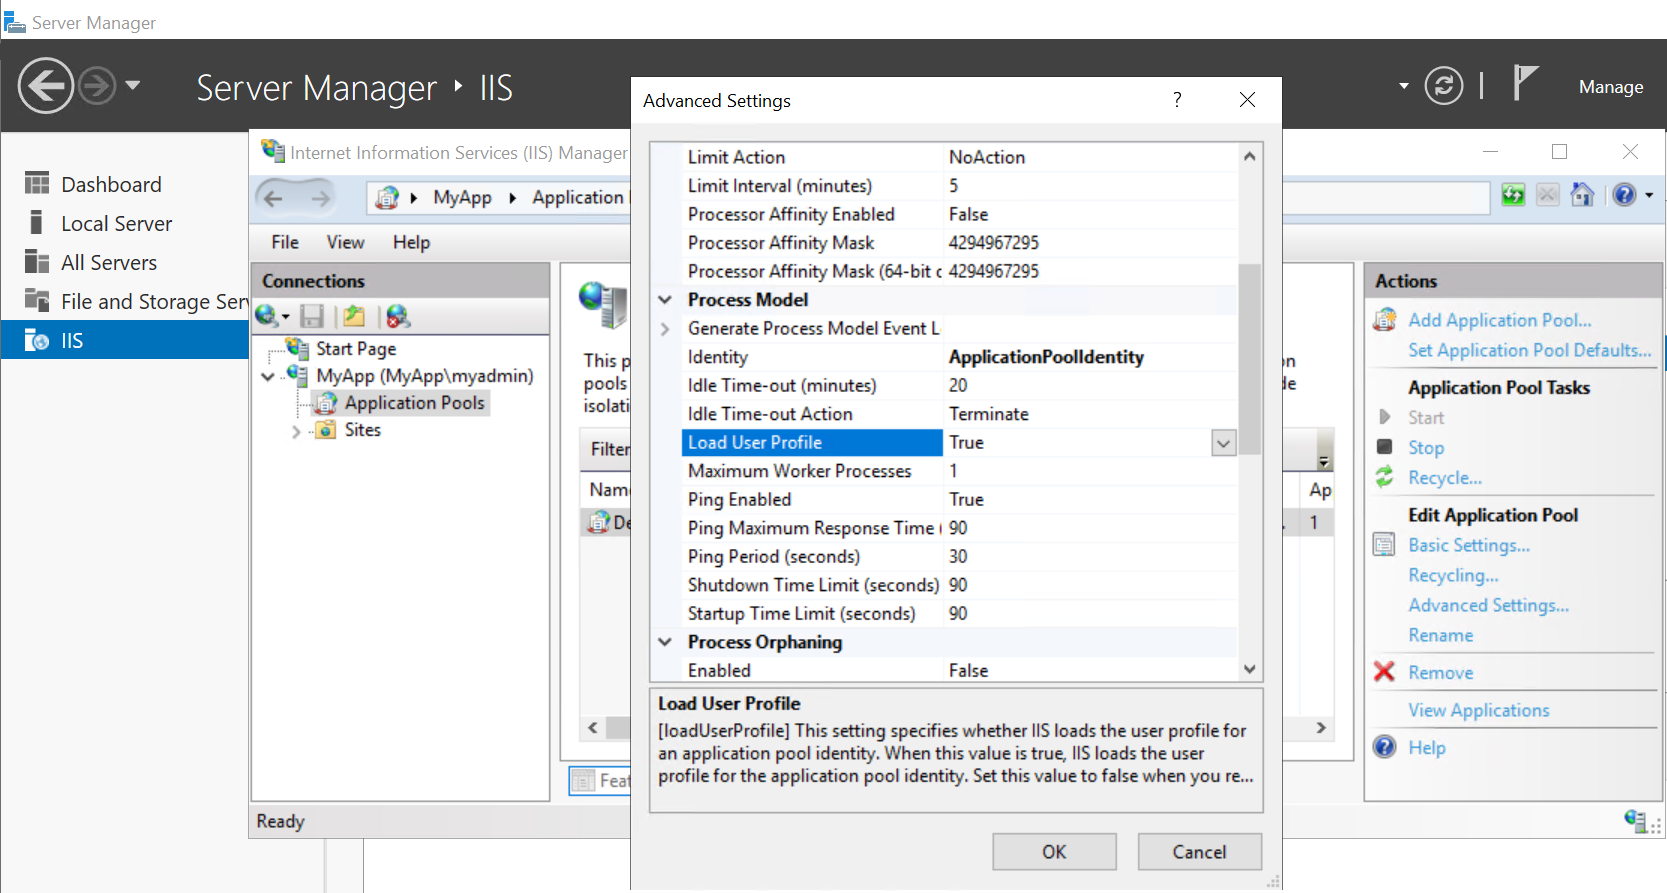 Server Manager
Server Manager IIS
Manage
Dashboard
Local Server
All Servers
File and Storage Ser
IIS
Internet Information Services (IIS) Manager
MyApp Application
File View Help
Connections
Start Page
MyApp (MyApp\myadmin)
Application Pools
Sites
This p
pools
isolati
Filter
Nam
De
Feat
Ready
Advanced Settings
?
Limit Action NoAction
Limit Interval (minutes) 5
Processor Affinity Enabled False
Processor Affinity Mask 4294967295
Processor Affinity Mask (64-bit c 4294967295
Process Model
Generate Process Model Event L
Identity ApplicationPoolIdentity
Idle Time-out (minutes) 20
Idle Time-out Action Terminate
Load User Profile True
Maximum Worker Processes 1
Ping Enabled True
Ping Maximum Response Time ( 90
Ping Period (seconds) 30
Shutdown Time Limit (seconds) 90
Startup Time Limit (seconds) 90
Process Orphaning
Enabled False
Load User Profile
[loadUserProfile] This setting specifies whether IIS loads the user profile for
an application pool identity. When this value is true, IIS loads the user
profile for the application pool identity. Set this value to false when you re...
OK Cancel
on
de
Ap
1
Actions
Add Application Pool...
Set Application Pool Defaults...
Application Pool Tasks
Start
Stop
Recycle...
Edit Application Pool
Basic Settings...
Recycling...
Advanced Settings...
Rename
Remove
View Applications
Help